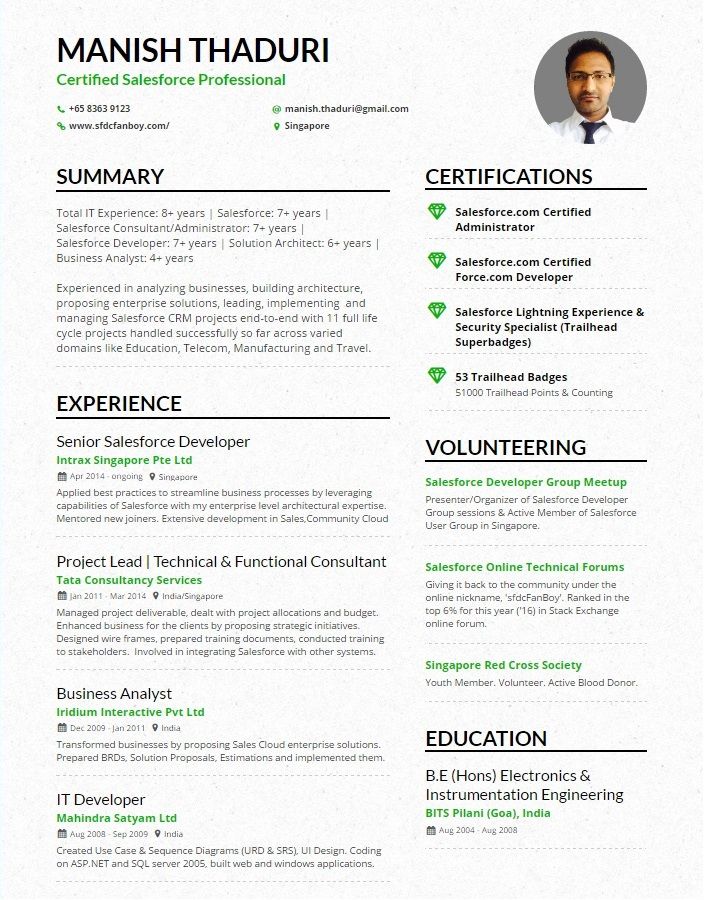 MANISH THADURI
Certified Salesforce Professional
+65 8363 9123
manish.thaduri@gmail.com
www.sfdcfanboy.com/
Singapore
SUMMARY
Total IT Experience: 8+ years | Salesforce: 7+ years |
Salesforce Consultant/Administrator: 7+ years |
Salesforce Developer: 7+ years | Solution Architect: 6+ years |
Business Analyst: 4+ years
Experienced in analyzing businesses, building architecture,
proposing enterprise solutions, leading, implementing and
managing Salesforce CRM projects end-to-end with 11 full life
cycle projects handled successfully so far across varied
domains like Education, Telecom, Manufacturing and Travel.
EXPERIENCE
Senior Salesforce Developer
Intrax Singapore Pte Ltd
Apr 2014 - ongoing Singapore
Applied best practices to streamline business processes by leveraging
capabilities of Salesforce with my enterprise level architectural expertise.
Mentored new joiners. Extensive development in Sales,Community Cloud
Project Lead | Technical & Functional Consultant
Tata Consultancy Services
Jan 2011 - Mar 2014 India/Singapore
Managed project deliverable, dealt with project allocations and budget.
Enhanced business for the clients by proposing strategic initiatives.
Designed wire frames, prepared training documents, conducted training
to stakeholders. Involved in integrating Salesforce with other systems.
Business Analyst
Iridium Interactive Pvt Ltd
Dec 2009 - Jan 2011 India
Transformed businesses by proposing Sales Cloud enterprise solutions.
Prepared BRDs, Solution Proposals, Estimations and implemented them.
IT Developer
Mahindra Satyam Ltd
Aug 2008 - Sep 2009 India
Created Use Case & Sequence Diagrams (URD & SRS), UI Design. Coding
on ASP.NET and SQL server 2005, built web and windows applications.
CERTIFICATIONS
Salesforce.com Certified
Administrator
Salesforce.com Certified
Force.com Developer
Salesforce Lightning Experience &
Security Specialist (Trailhead
Superbadges)
53 Trailhead Badges
51000 Trailhead Points & Counting
VOLUNTEERING
Salesforce Developer Group Meetup
Presenter/Organizer of Salesforce Developer
Group sessions & Active Member of Salesforce
User Group in Singapore.
Salesforce Online Technical Forums
Giving it back to the community under the
online nickname, 'sfdcFanBoy'. Ranked in the
top 6% for this year ('16) in Stack Exchange
online forum.
Singapore Red Cross Society
Youth Member. Volunteer. Active Blood Donor.
EDUCATION
B.E (Hons) Electronics &
Instrumentation Engineering
BITS Pilani (Goa), India
Aug 2004 - Aug 2008